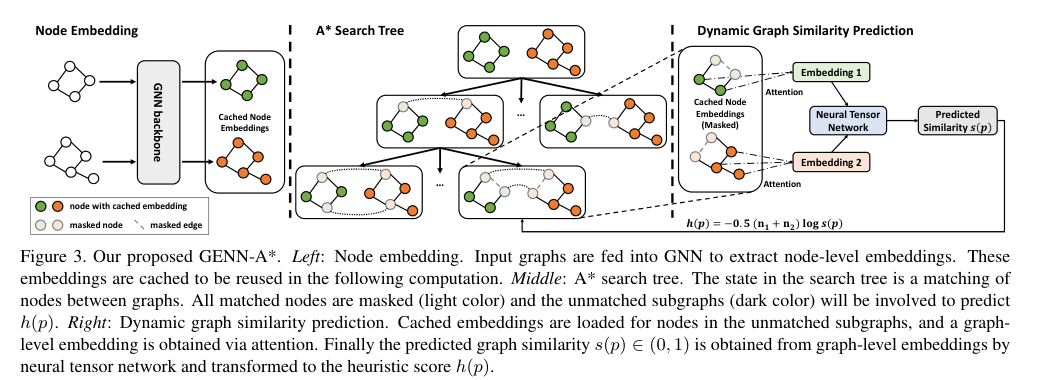 Node Embedding
GNN backbone
Cached Node
Embeddings
node with cached embedding
masked node
masked edge
A* Search Tree
...
...
Dynamic Graph Similarity Prediction
Cached Node
Embeddings
(Masked)
Attention
Attention
Embedding 1
Neural Tensor
Network
Embedding 2
Predicted
Similarity s(p)
h(p) = −0.5 (n₁ + n₂) log s(p)
Figure 3. Our proposed GENN-A*. Left: Node embedding. Input graphs are fed into GNN to extract node-level embeddings. These
embeddings are cached to be reused in the following computation. Middle: A* search tree. The state in the search tree is a matching of
nodes between graphs. All matched nodes are masked (light color) and the unmatched subgraphs (dark color) will be involved to predict
h(p). Right: Dynamic graph similarity prediction. Cached embeddings are loaded for nodes in the unmatched subgraphs, and a graph-
level embedding is obtained via attention. Finally the predicted graph similarity s(p) ∈ (0, 1) is obtained from graph-level embeddings by
neural tensor network and transformed to the heuristic score h(p).